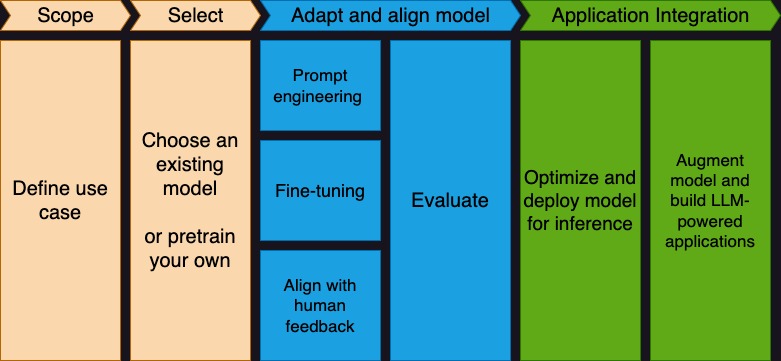 Scope
Select
Adapt and align model
Application Integration
Define use
case
Choose an
existing
model
or pretrain
your own
Prompt
engineering
Fine-tuning
Align with
human
feedback
Evaluate
Optimize and
deploy model
for inference
Augment
model and
build LLM-
powered
applications